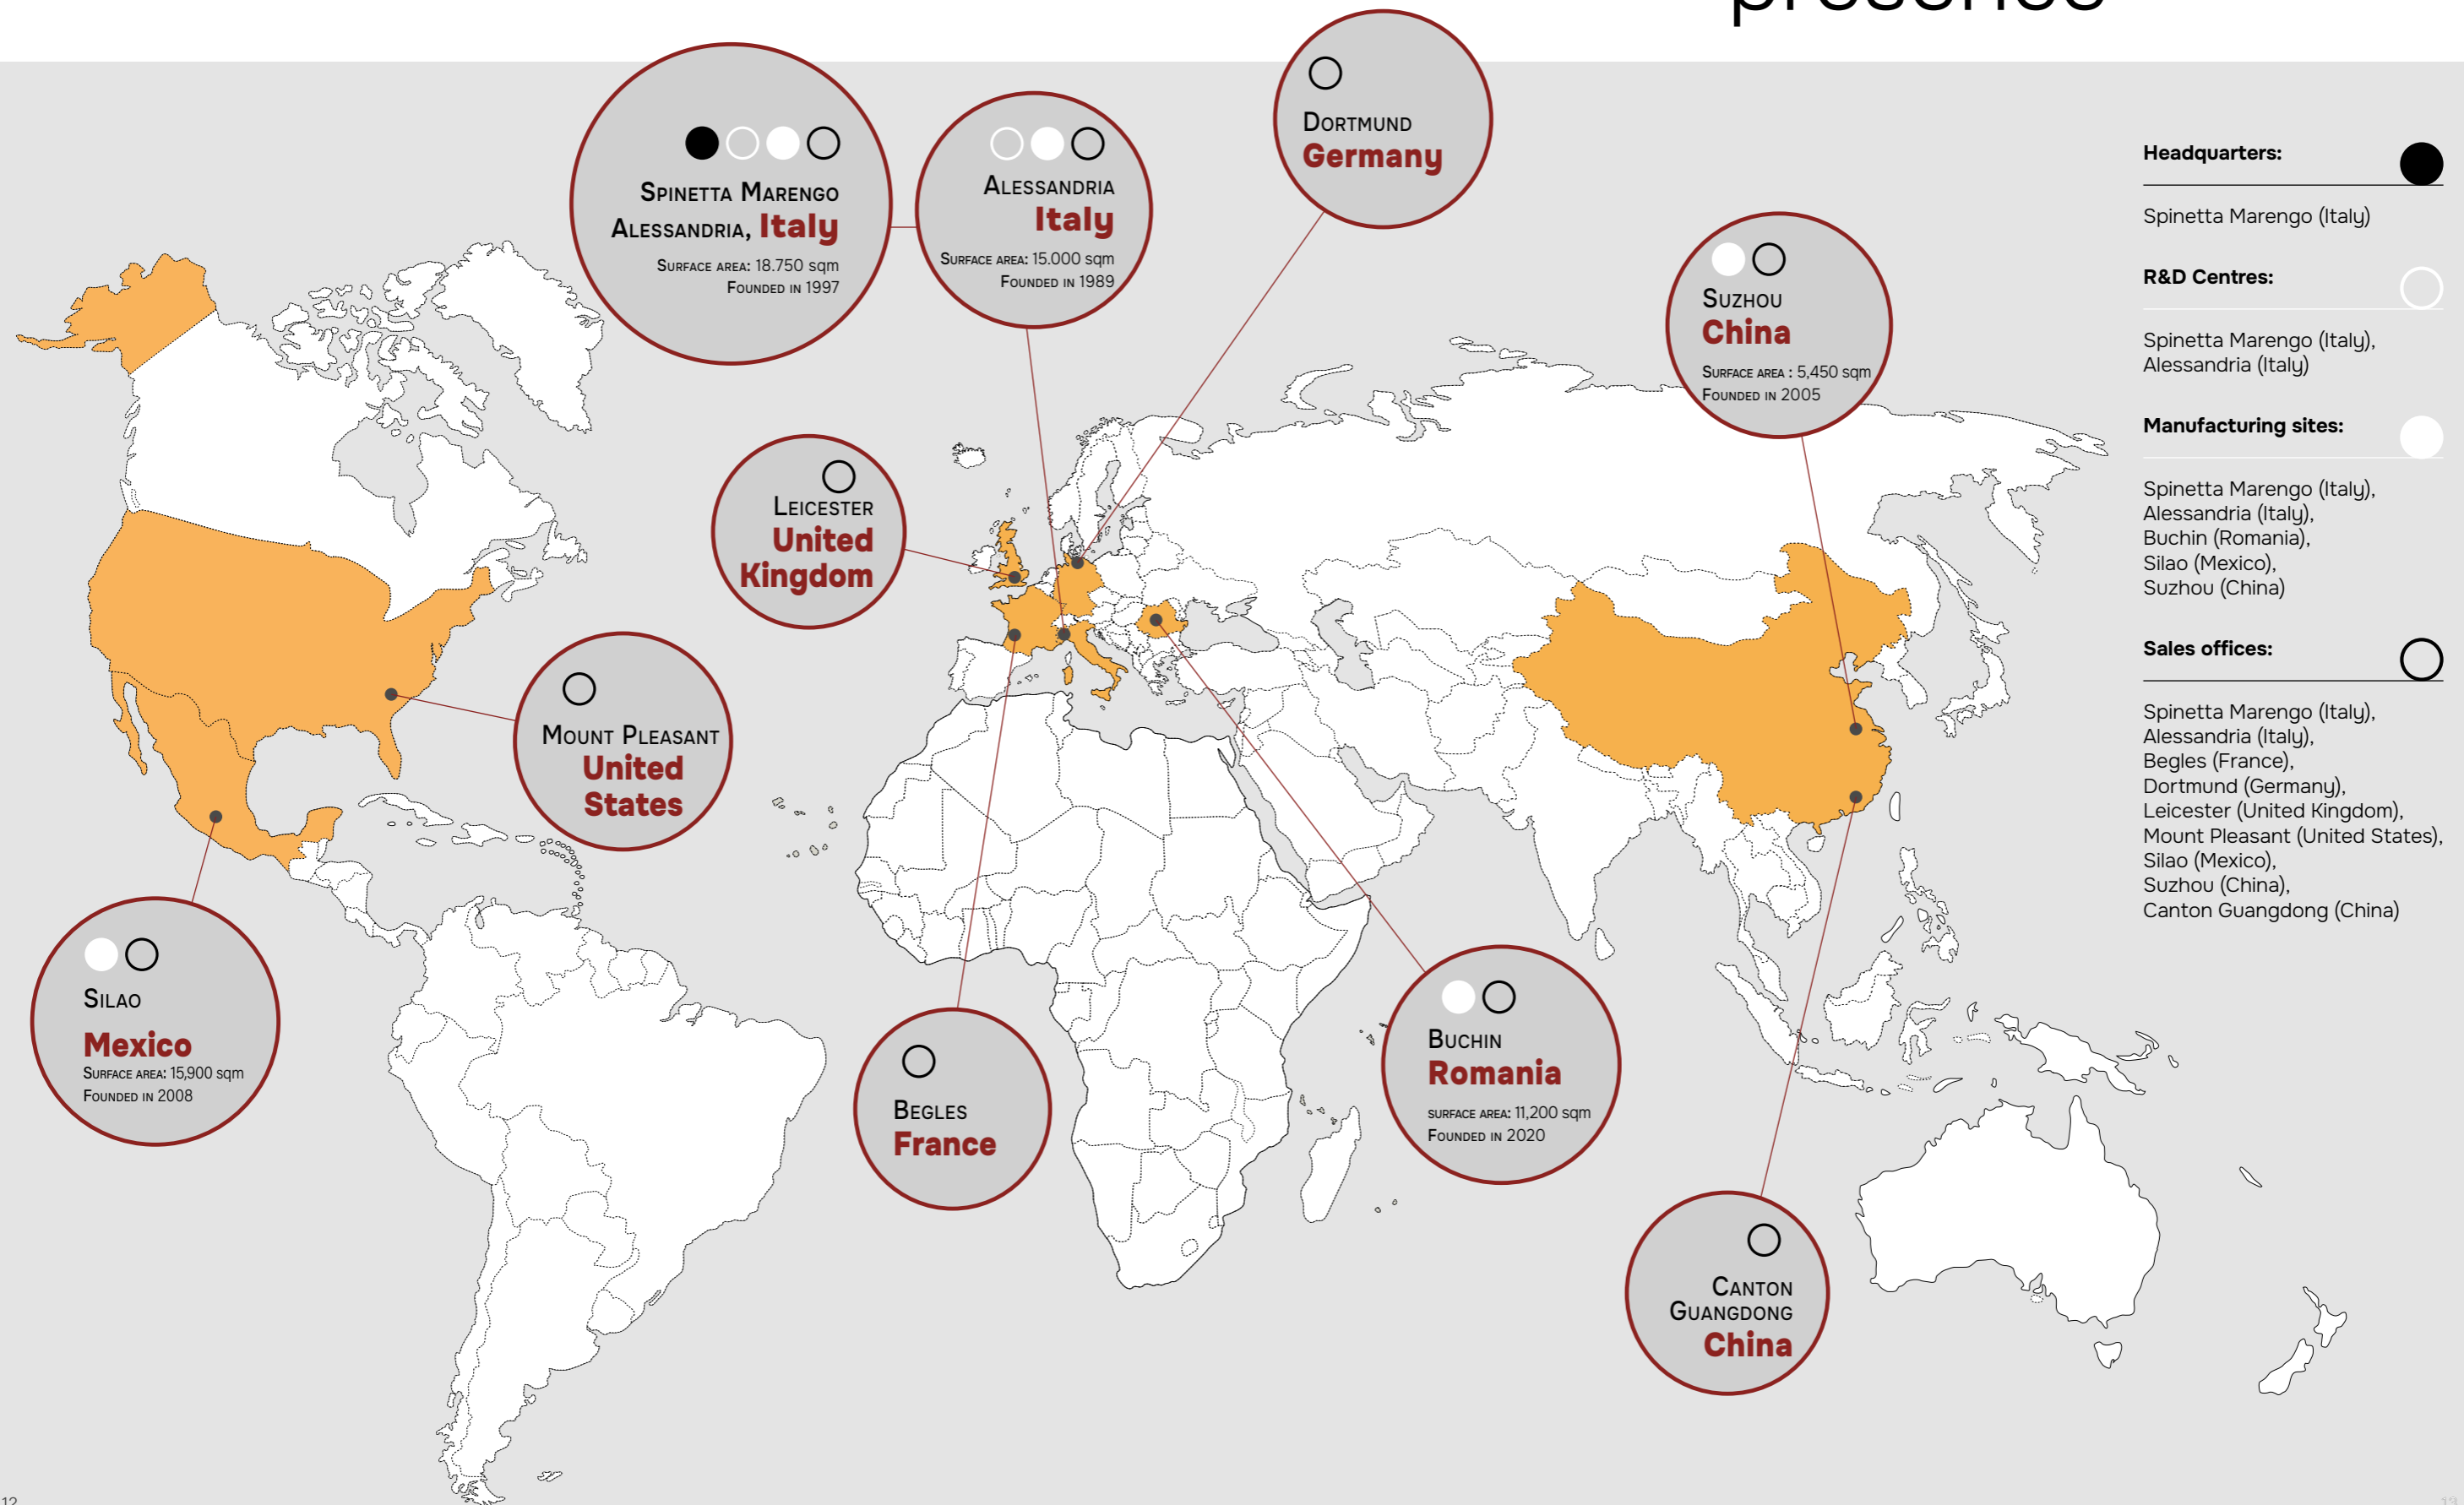 presence
SPINETTA MARENGO
ALESSANDRIA, Italy
SURFACE AREA: 18.750 sqm
FOUNDED IN 1997
ALESSANDRIA
Italy
SURFACE AREA: 15.000 sqm
FOUNDED IN 1989
DORTMUND
Germany
SUZHOU
China
SURFACE AREA : 5,450 sqm
FOUNDED IN 2005
LEICESTER
United
Kingdom
MOUNT PLEASANT
United
States
SILAO
Mexico
SURFACE AREA: 15,900 sqm
FOUNDED IN 2008
BEGLES
France
BUCHIN
Romania
SURFACE AREA: 11,200 sqm
FOUNDED IN 2020
CANTON
GUANGDONG
China
Headquarters:
Spinetta Marengo (Italy)
R&D Centres:
Spinetta Marengo (Italy),
Alessandria (Italy)
Manufacturing sites:
Spinetta Marengo (Italy),
Alessandria (Italy),
Buchin (Romania),
Silao (Mexico),
Suzhou (China)
Sales offices:
Spinetta Marengo (Italy),
Alessandria (Italy),
Begles (France),
Dortmund (Germany),
Leicester (United Kingdom),
Mount Pleasant (United States),
Silao (Mexico),
Suzhou (China),
Canton Guangdong (China)
12